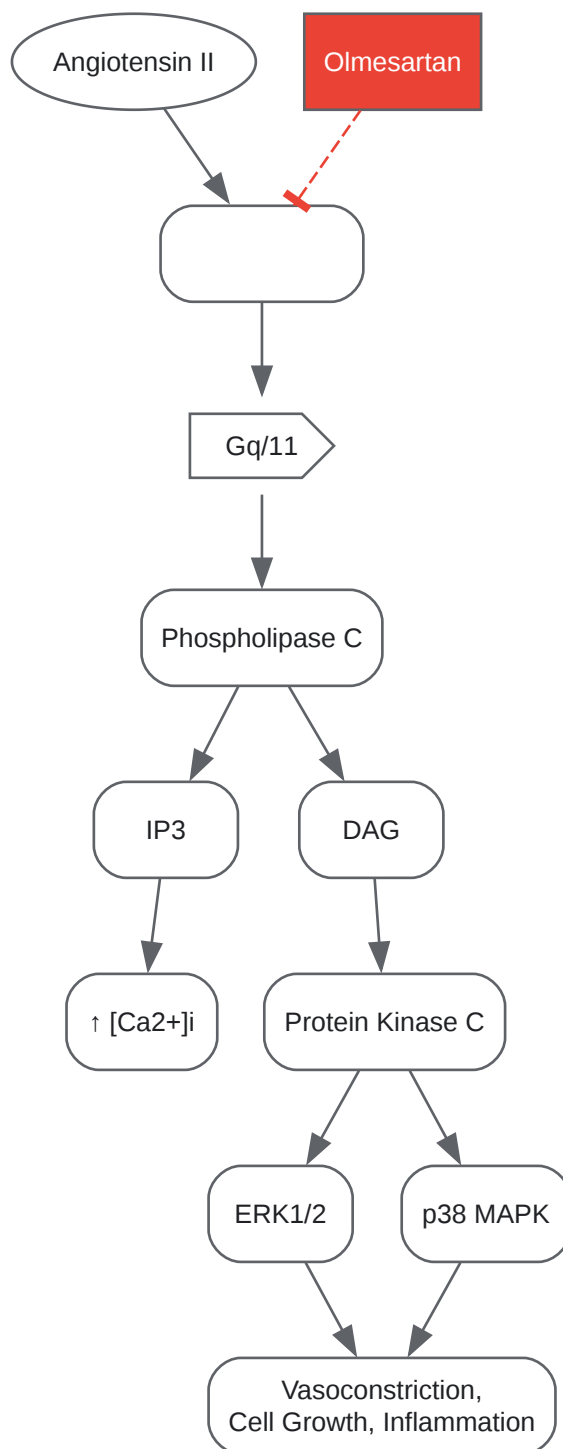 Angiotensin II
Olmesartan
Gq/11
Phospholipase C
IP3
DAG
↑ [Ca2+]i
Protein Kinase C
ERK1/2
p38 MAPK
Vasoconstriction,
Cell Growth, Inflammation